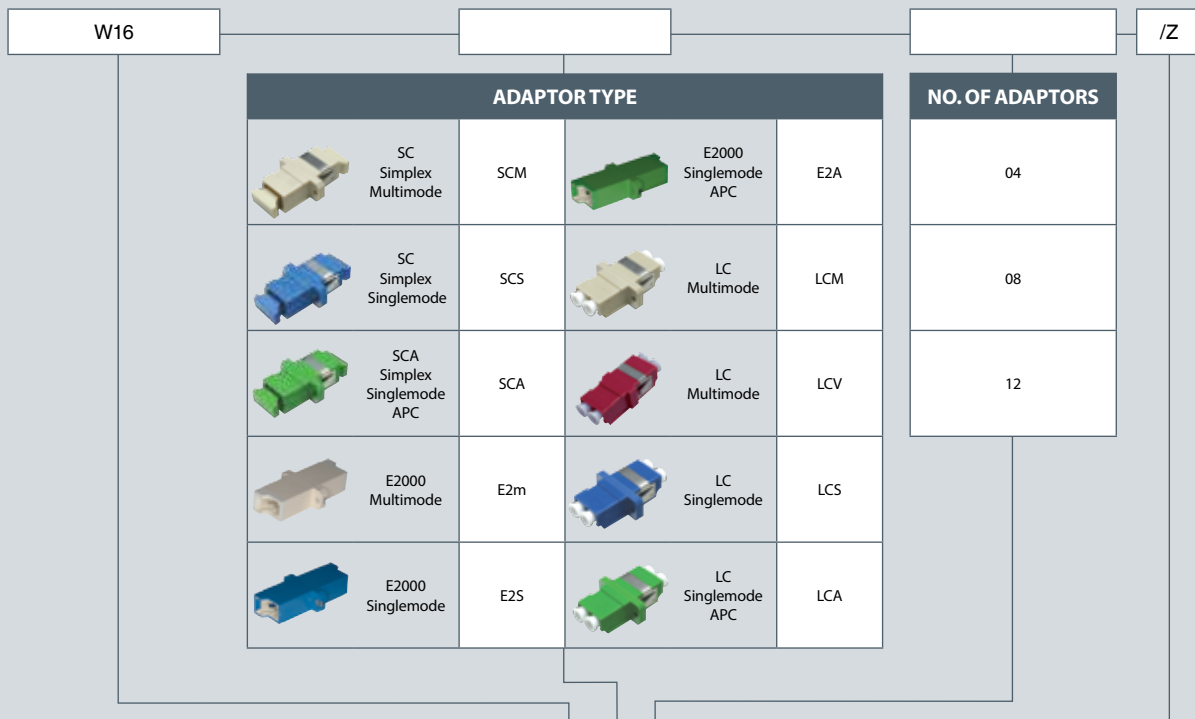 W16
/Z
ADAPTOR TYPE
NO. OF ADAPTORS
SC
Simplex
Multimode
SCM
E2000
Singlemode
APC
E2A
04
SC
Simplex
Singlemode
SCS
LC
Multimode
LCM
08
SCA
Simplex
Singlemode
APC
SCA
LC
Multimode
LCV
12
E2000
Multimode
E2m
LC
Singlemode
LCS
E2000
Singlemode
E2S
LC
Singlemode
APC
LCA